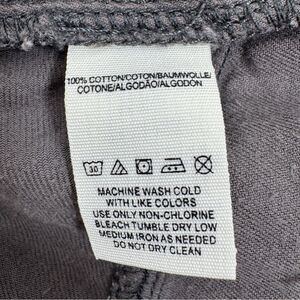 100% COTTON/COTON/BAUMWOLLE/
COTONE/ALGODÃO/ALGODÓN
30
MACHINE WASH COLD
WITH LIKE COLORS
USE ONLY NON-CHLORINE
BLEACH TUMBLE DRY LOW
MEDIUM IRON AS NEEDED
DO NOT DRY CLEAN